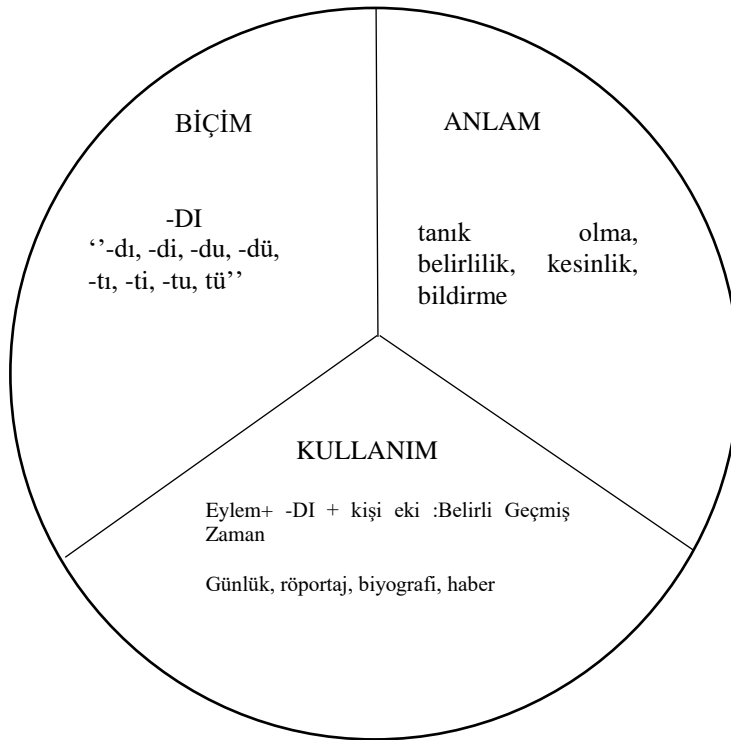 BİÇİM
-DI
‘’-dı, -di, -du, -dü,
-tı, -ti, -tu, tü’’
ANLAM
tanık olma,
belirlilik, kesinlik,
bildirme
KULLANIM
Eylem+ -DI + kişi eki :Belirli Geçmiş
Zaman
Günlük, röportaj, biyografi, haber